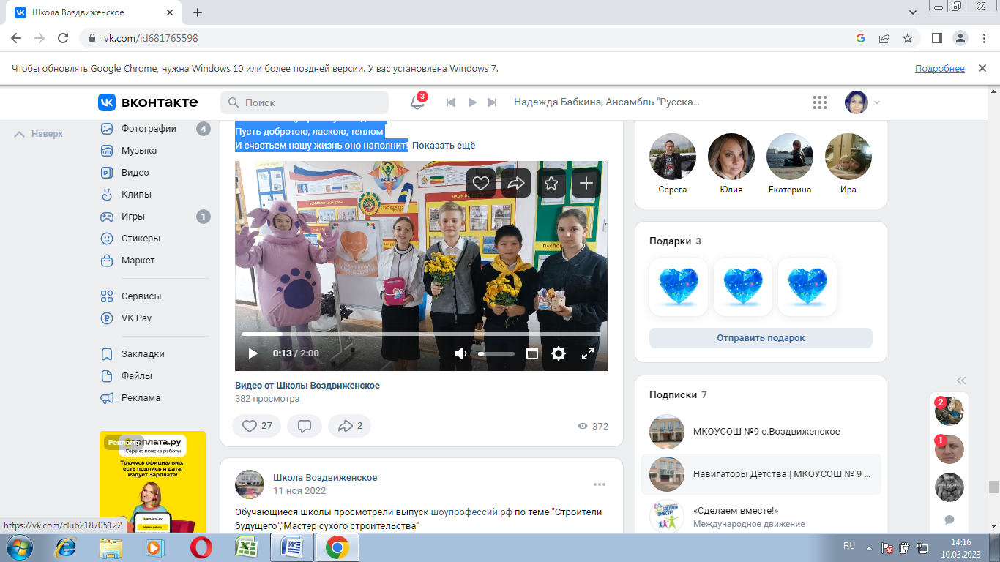 Школа Воздвиженское
vk.com/id681765598
Чтобы обновлять Google Chrome, нужна Windows 10 или более поздней версии. У вас установлена Windows 7.
Подробнее
вконтакте
Поиск
3
Надежда Бабкина, Ансамбль "Русска...
Наверх
Фотографии 4
Музыка
Видео
Клипы
Игры 1
Стикеры
Маркет
Сервисы
VK Pay
Закладки
Файлы
Реклама
Реклама
Зарплата.ру
Сервис поиска работы
Тружусь официально,
есть подпись и дата,
Радует Зарплата!
https://vk.com/club218705122
Пусть добротою, ласкою, теплом
И счастьем нашу жизнь оно наполнит! Показать ещё
0:13 / 2:00
Видео от Школы Воздвиженское
382 просмотра
27
2
372
Школа Воздвиженское
11 ноя 2022
Обучающиеся школы просмотрели выпуск шоупрофессий.рф по теме "Строители
будущего","Мастер сухого строительства"
Серега
Юлия
Екатерина
Ира
Подарки 3
Отправить подарок
Подписки 7
МКОУСОШ №9 с.Воздвиженское
Навигаторы Детства | МКОУСОШ № 9 ...
«Сделаем вместе!»
Международное движение
2
1
RU
14:16
10.03.2023